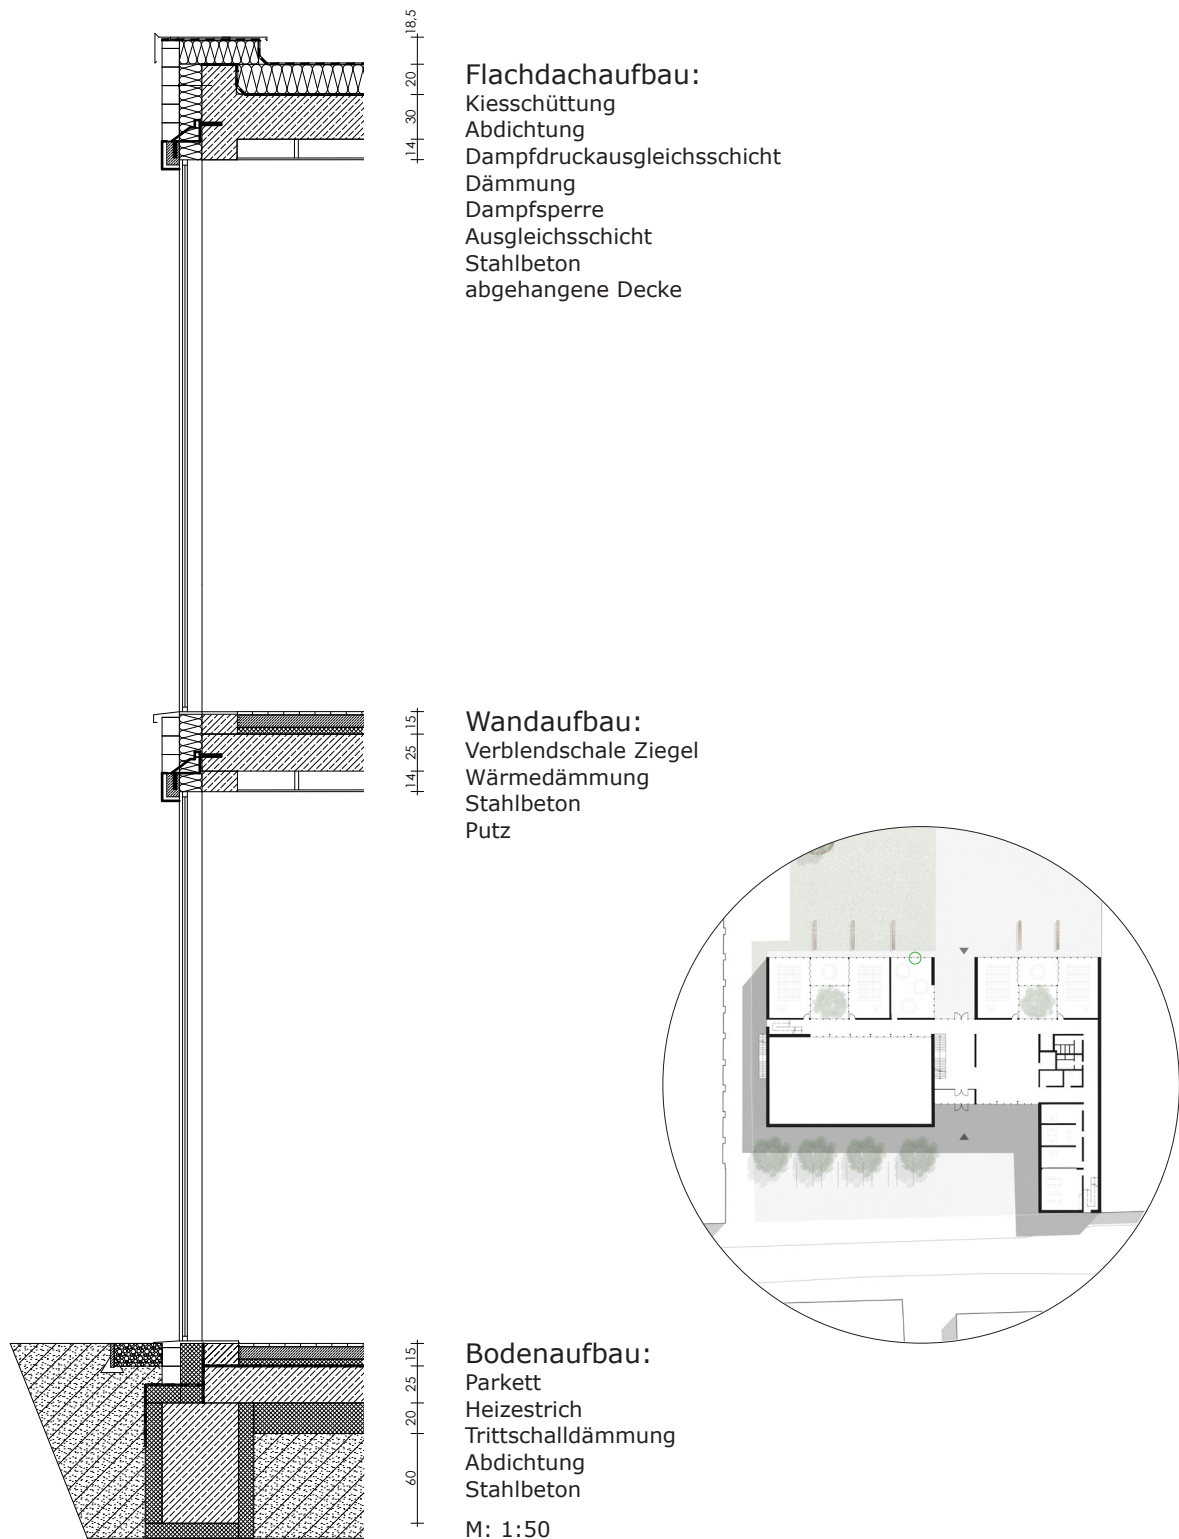 18,5
20
30
14
Flachdachaufbau:
Kiesschüttung
Abdichtung
Dampfdruckausgleichsschicht
Dämmung
Dampfsperre
Ausgleichsschicht
Stahlbeton
abgehangene Decke
15
25
14
Wandaufbau:
Verblendschale Ziegel
Wärmedämmung
Stahlbeton
Putz
15
25
20
60
Bodenaufbau:
Parkett
Heizestrich
Trittschalldämmung
Abdichtung
Stahlbeton
M: 1:50